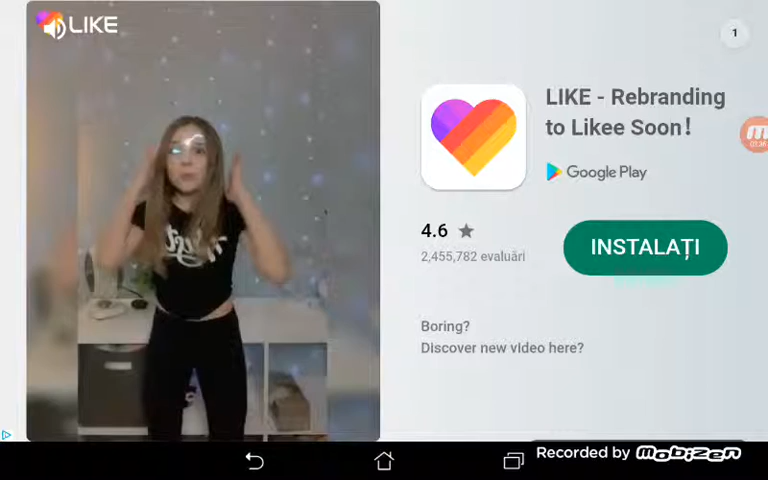 LIKE
1
LIKE - Rebranding
to Likee Soon!
Google Play
4.6
INSTALAȚI
2,455,782 evaluări
Boring?
Discover new video here?
Recorded by mobizen